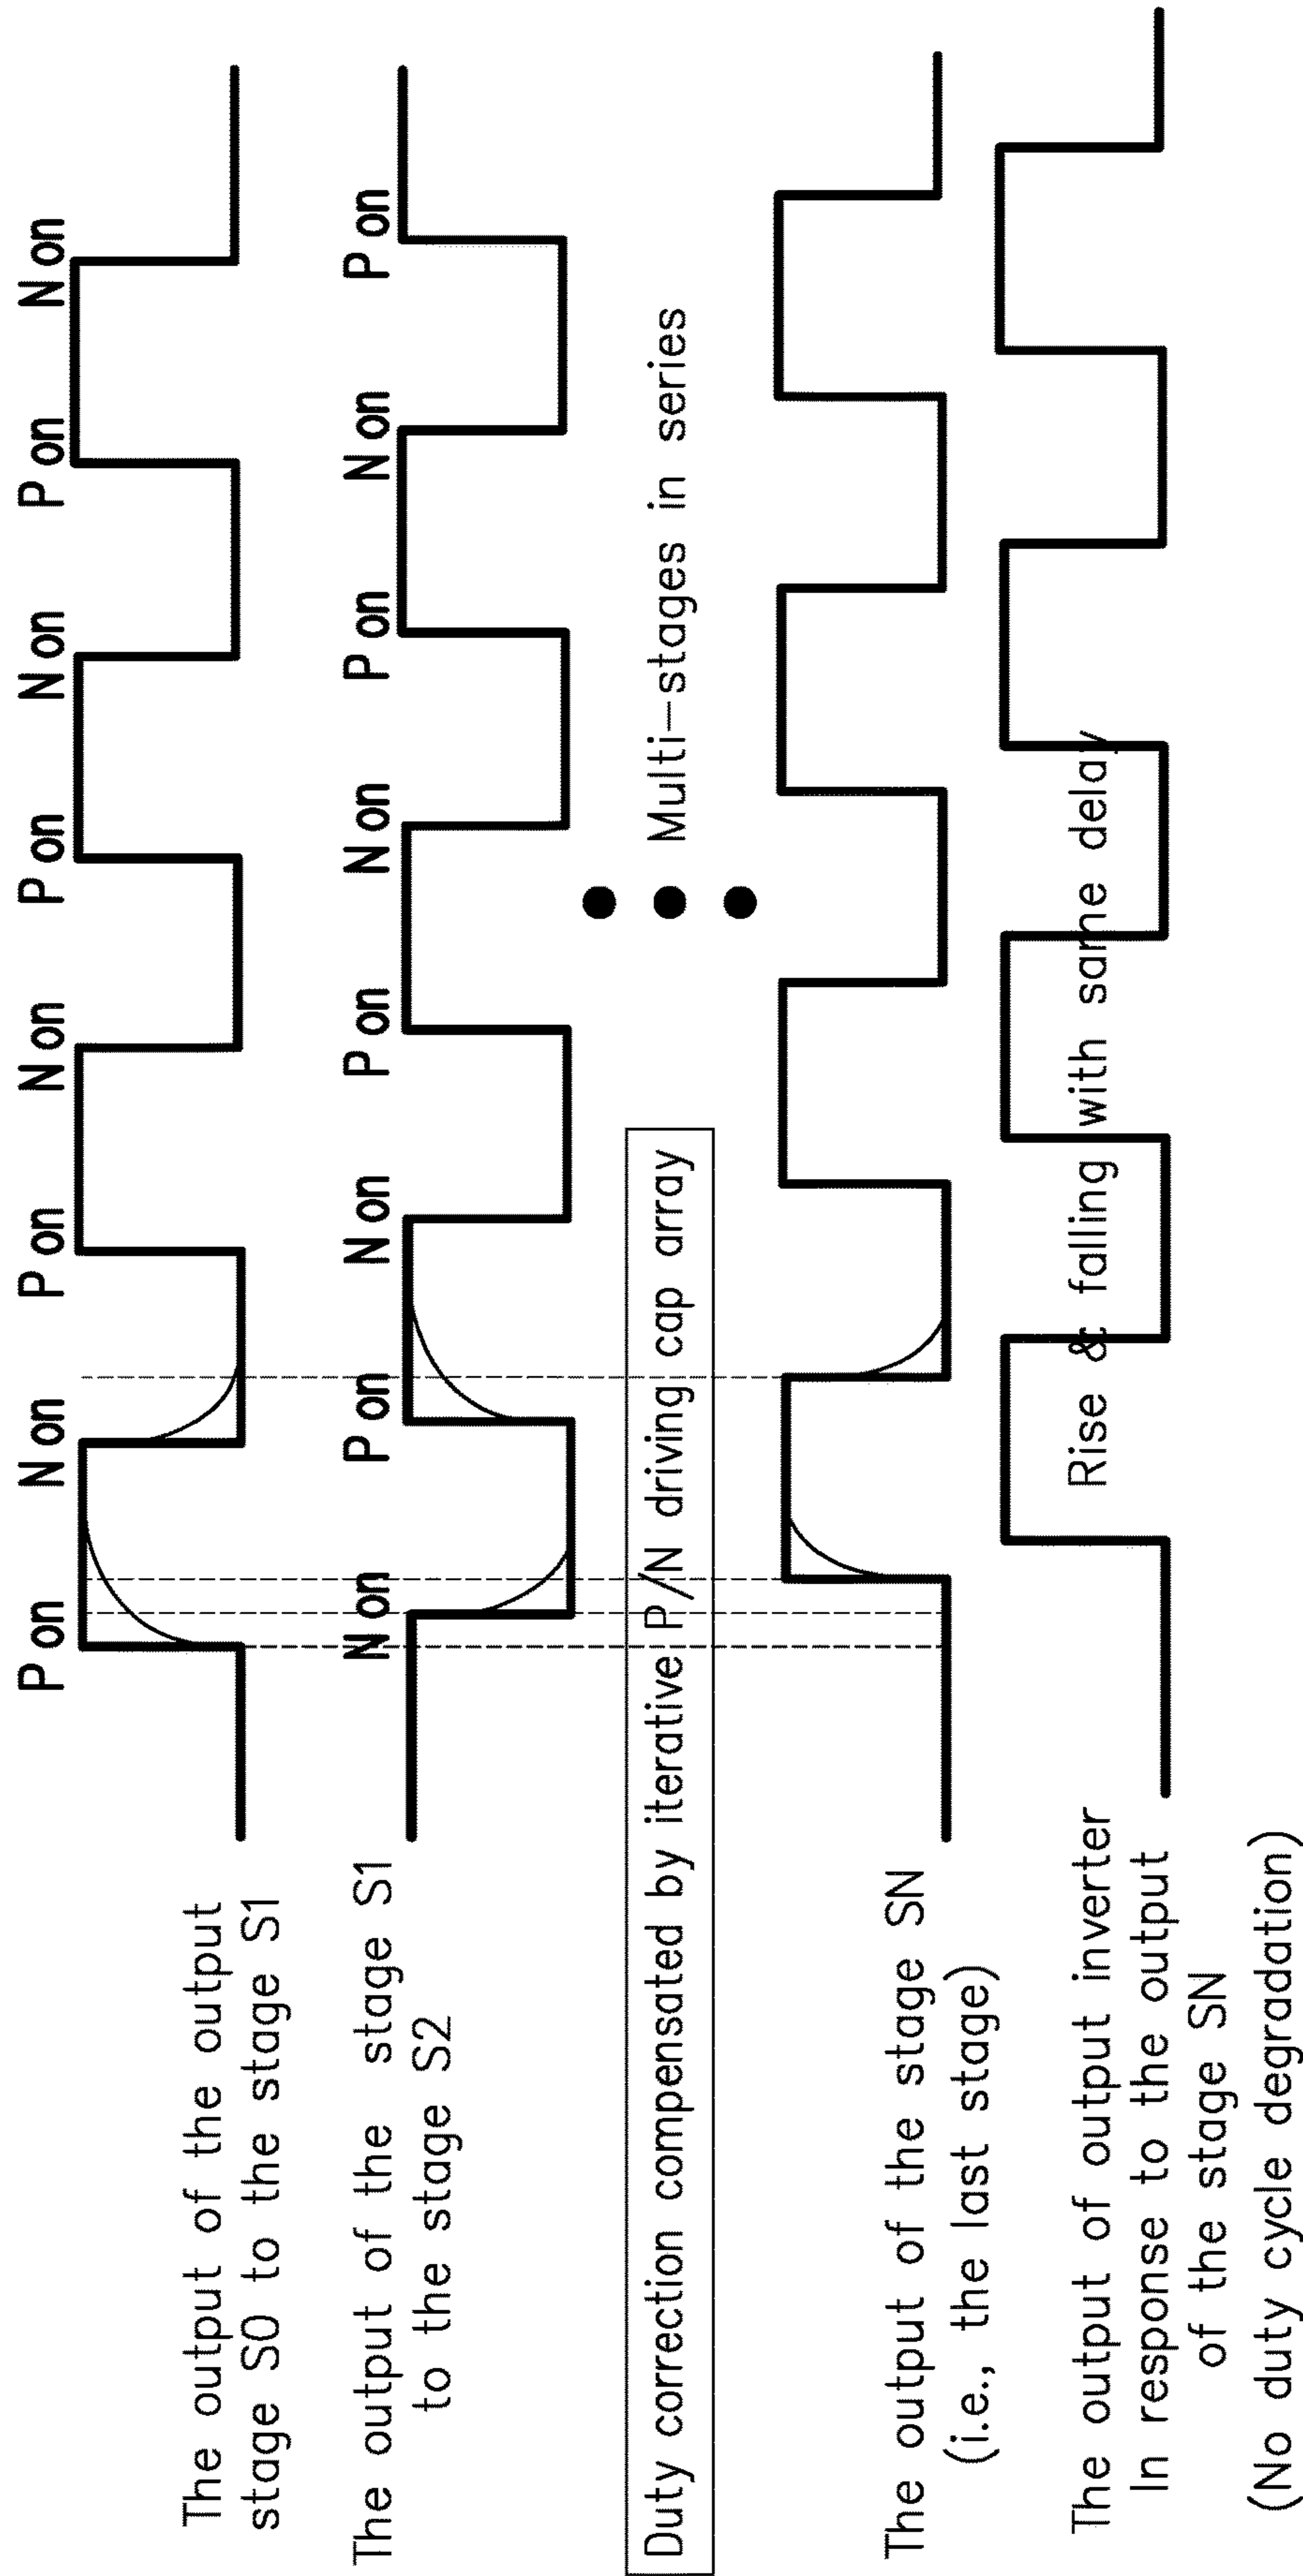 P on N on P on N on P on N on P on N on
The output of the output
stage S0 to the stage S1
N on P on N on P on N on P on N on P on
The output of the stage S1
to the stage S2
Duty correction compensated by iterative P/N driving cap array
Multi-stages in series
The output of the stage SN
(i.e., the last stage)
Rise & falling with same delay
The output of output inverter
In response to the output
of the stage SN
(No duty cycle degradation)